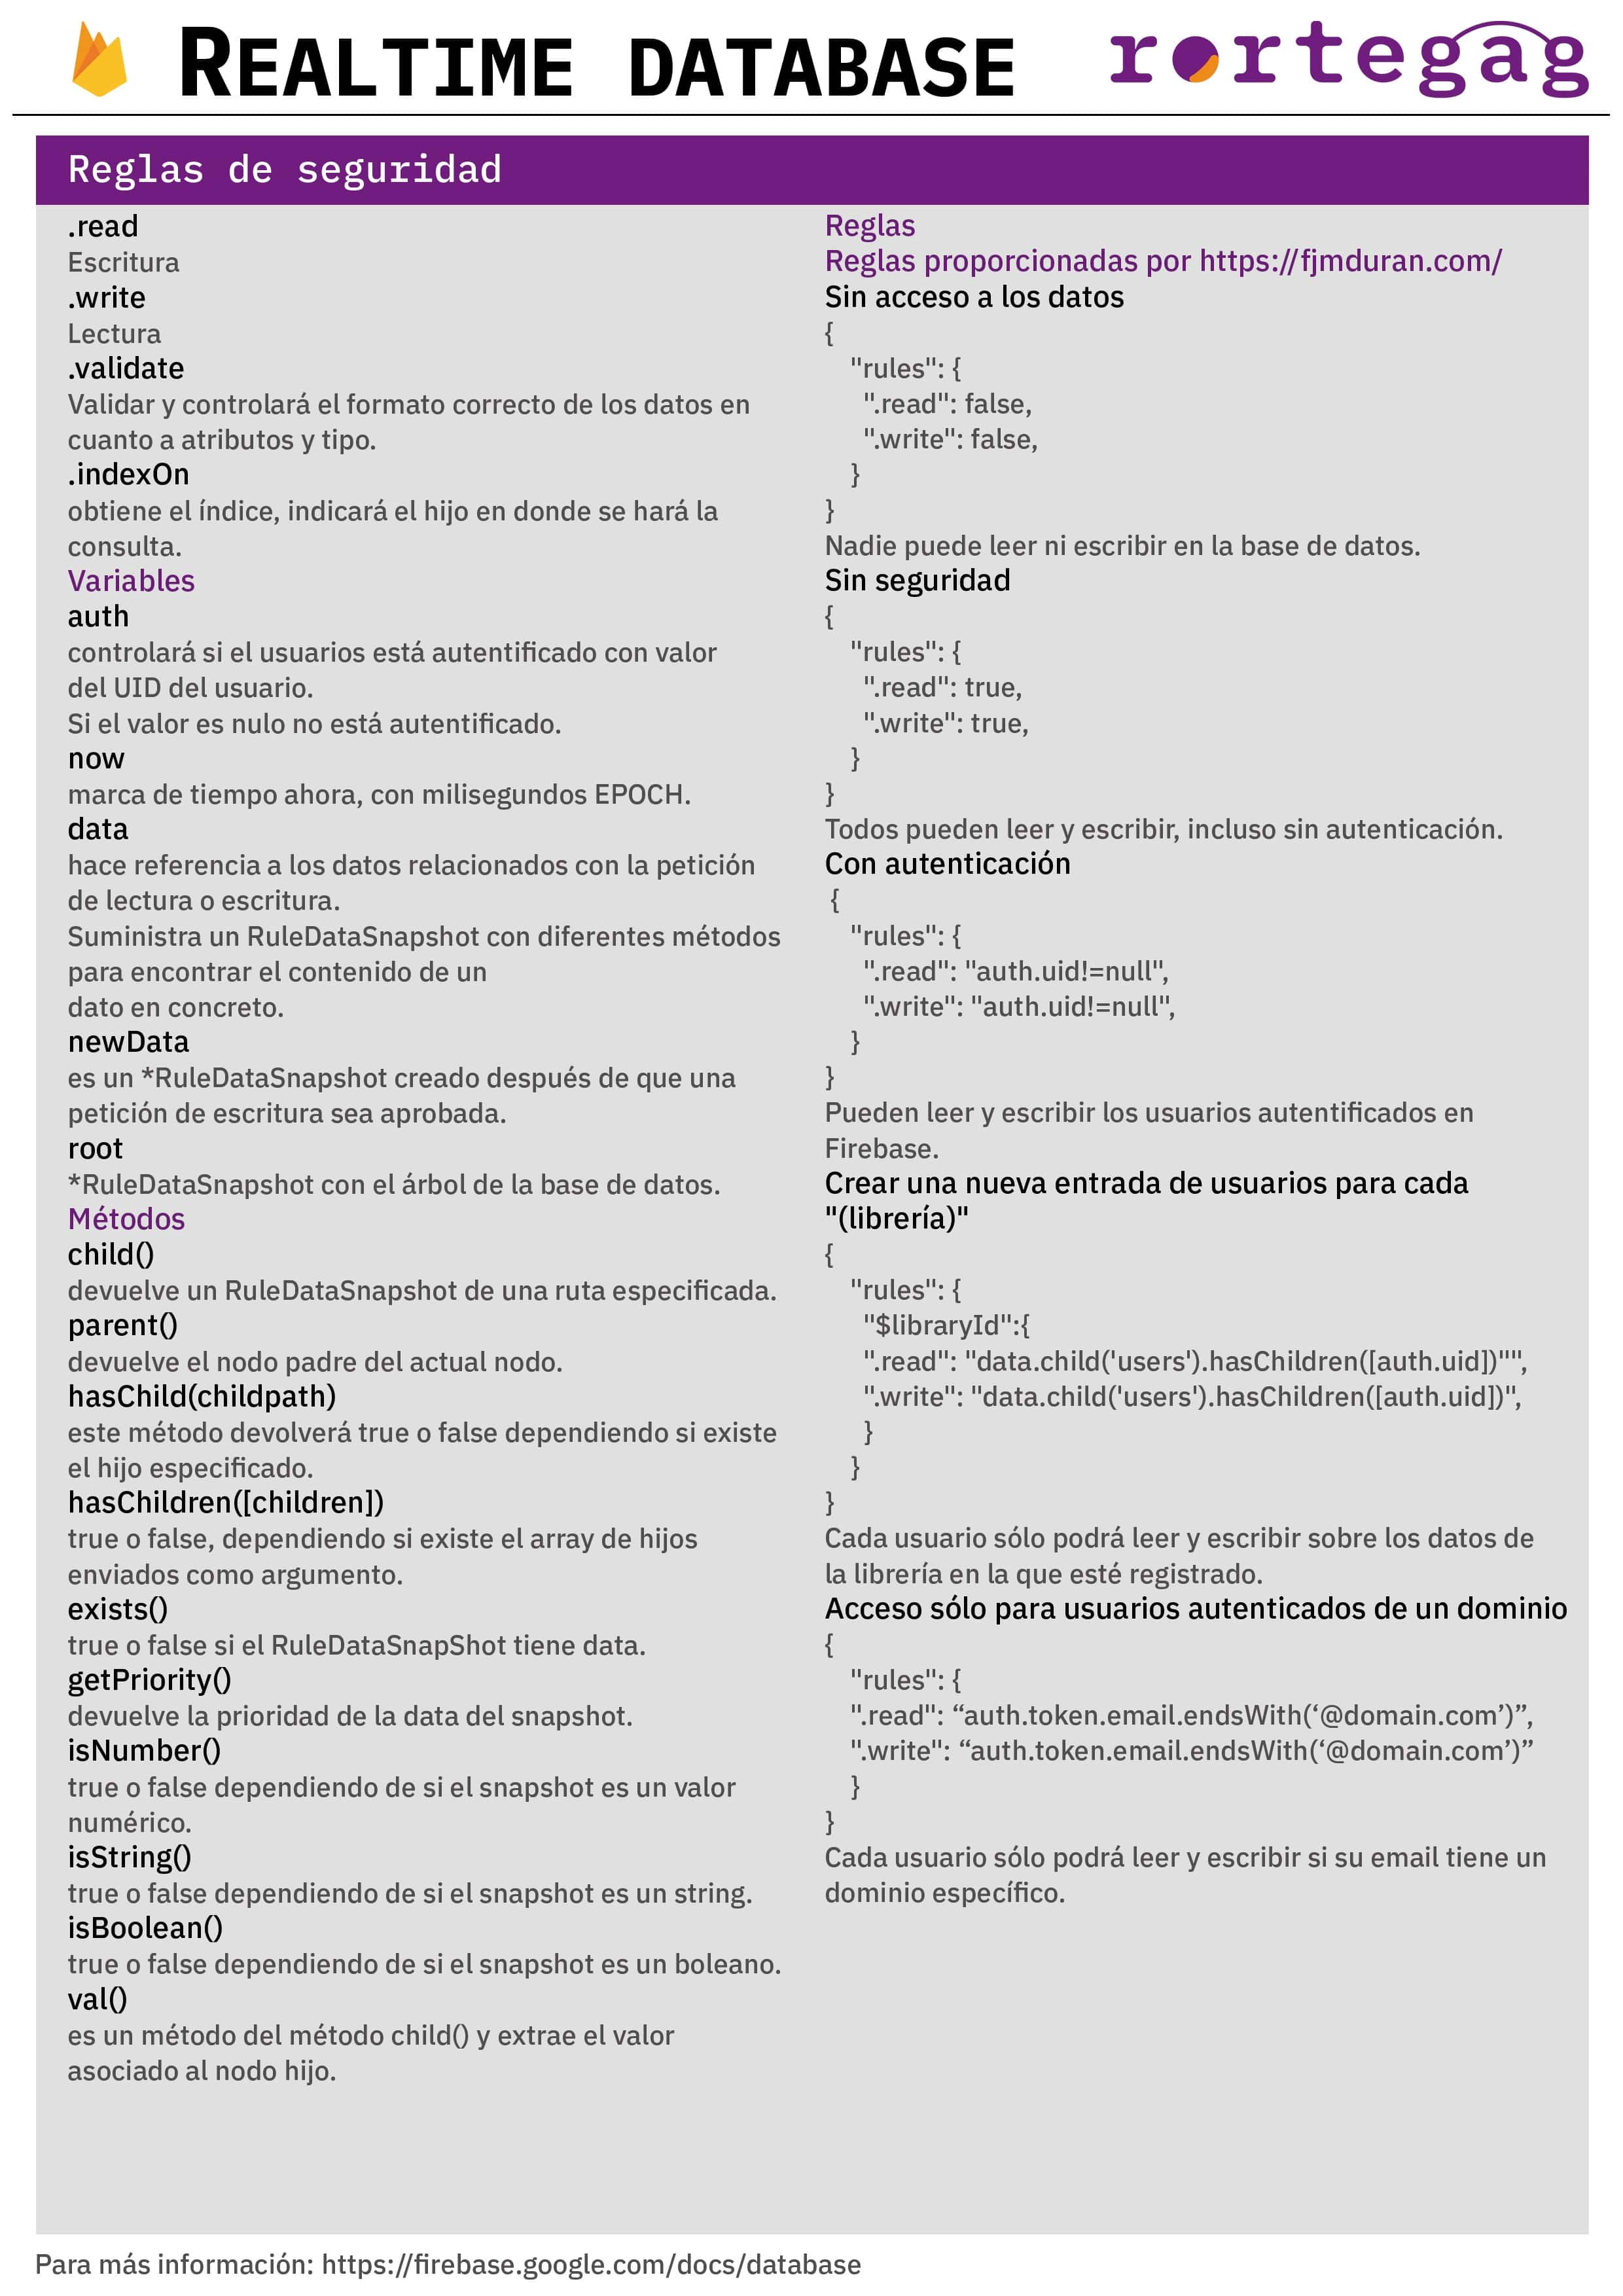 REALTIME DATABASE
rortegag
Reglas de seguridad
.read
Escritura
.write
Lectura
.validate
Validar y controlará el formato correcto de los datos en
cuanto a atributos y tipo.
.indexOn
obtiene el índice, indicará el hijo en donde se hará la
consulta.
Variables
auth
controlará si el usuarios está autentificado con valor
del UID del usuario.
Si el valor es nulo no está autentificado.
now
marca de tiempo ahora, con milisegundos EPOCH.
data
hace referencia a los datos relacionados con la petición
de lectura o escritura.
Suministra un RuleDataSnapshot con diferentes métodos
para encontrar el contenido de un
dato en concreto.
newData
es un *RuleDataSnapshot creado después de que una
petición de escritura sea aprobada.
root
*RuleDataSnapshot con el árbol de la base de datos.
Métodos
child()
devuelve un RuleDataSnapshot de una ruta especificada.
parent()
devuelve el nodo padre del actual nodo.
hasChild(childpath)
este método devolverá true o false dependiendo si existe
el hijo especificado.
hasChildren([children])
true o false, dependiendo si existe el array de hijos
enviados como argumento.
exists()
true o false si el RuleDataSnapShot tiene data.
getPriority()
devuelve la prioridad de la data del snapshot.
isNumber()
true o false dependiendo de si el snapshot es un valor
numérico.
isString()
true o false dependiendo de si el snapshot es un string.
isBoolean()
true o false dependiendo de si el snapshot es un boleano.
val()
es un método del método child() y extrae el valor
asociado al nodo hijo.
Reglas
Reglas proporcionadas por https://fjmduran.com/
Sin acceso a los datos
{
"rules": {
".read": false,
".write": false,
}
}
Nadie puede leer ni escribir en la base de datos.
Sin seguridad
{
"rules": {
".read": true,
".write": true,
}
}
Todos pueden leer y escribir, incluso sin autenticación.
Con autenticación
{
"rules": {
".read": "auth.uid!=null",
".write": "auth.uid!=null",
}
}
Pueden leer y escribir los usuarios autentificados en
Firebase.
Crear una nueva entrada de usuarios para cada
"(librería)"
{
"rules": {
"$libraryId":{
".read": "data.child('users').hasChildren([auth.uid])"",
".write": "data.child('users').hasChildren([auth.uid])",
}
}
}
Cada usuario sólo podrá leer y escribir sobre los datos de
la librería en la que esté registrado.
Acceso sólo para usuarios autenticados de un dominio
{
"rules": {
".read": “auth.token.email.endsWith(‘@domain.com’)”,
".write": “auth.token.email.endsWith(‘@domain.com’)”
}
}
Cada usuario sólo podrá leer y escribir si su email tiene un
dominio específico.
Para más información: https://firebase.google.com/docs/database